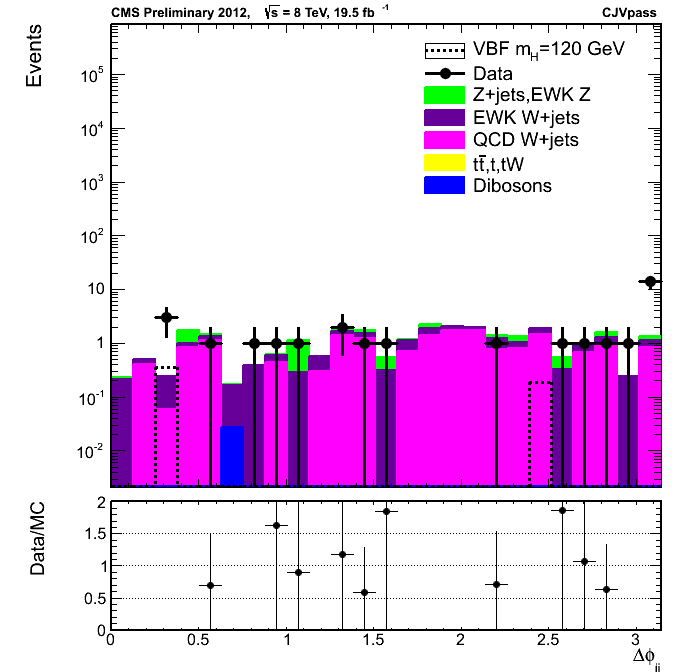 CMS Preliminary 2012, √s = 8 TeV, 19.5 fb⁻¹ CJVpass
Events
VBF m_H=120 GeV
Data
Z+jets,EWK Z
EWK W+jets
QCD W+jets
tt̄,t,tW
Dibosons
10⁵
10⁴
10³
10²
10
1
10⁻¹
10⁻²
Data/MC
2
1.5
1
0.5
0
0 0.5 1 1.5 2 2.5 3
Δϕ_jj